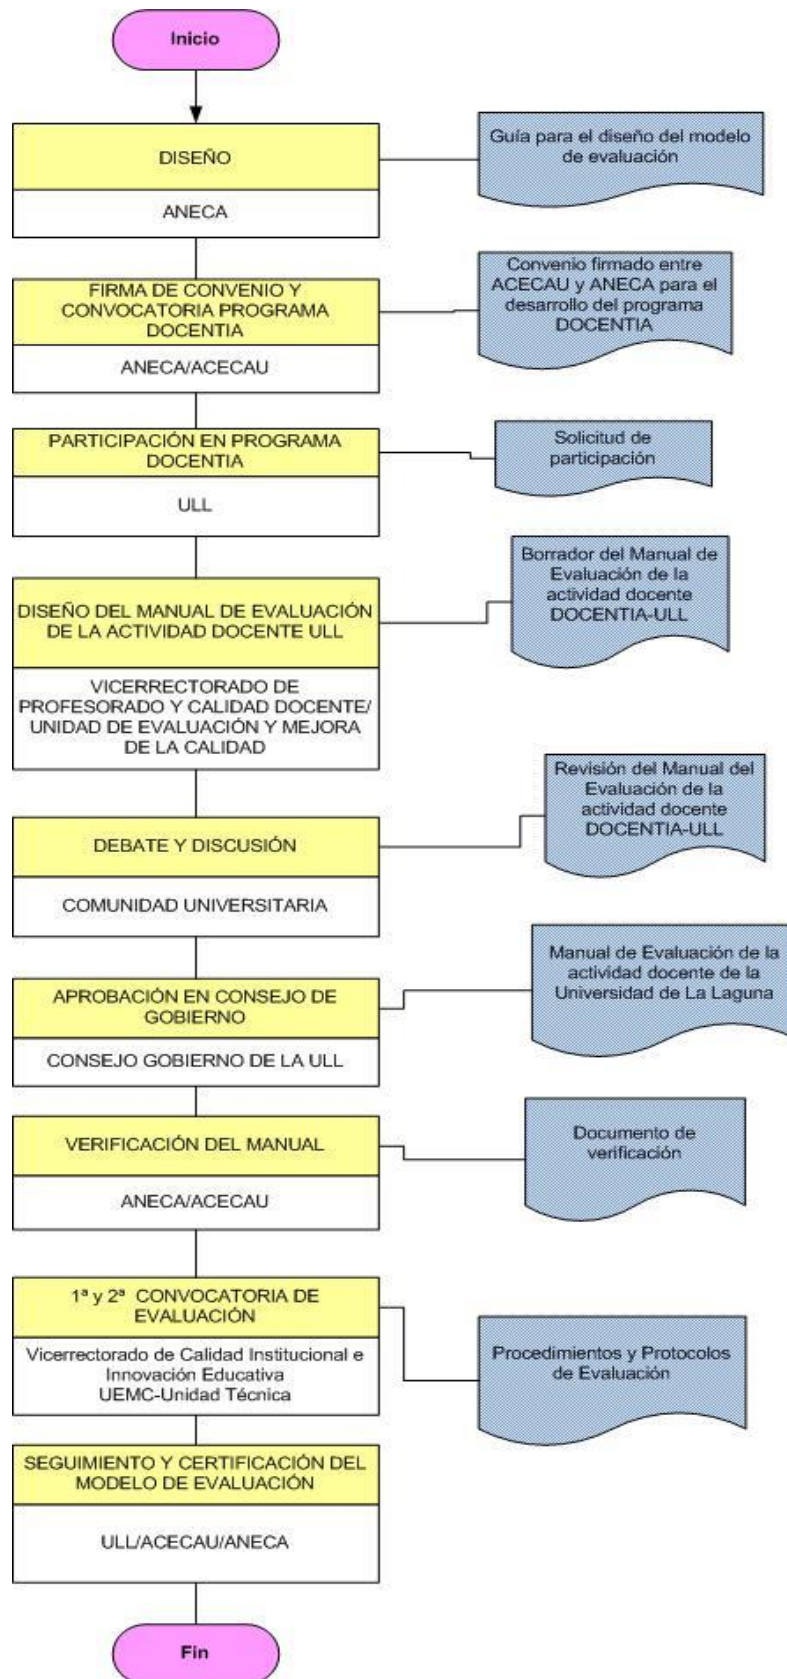 Inicio
DISEÑO
ANECA
Guía para el diseño del modelo
de evaluación
FIRMA DE CONVENIO Y
CONVOCATORIA PROGRAMA
DOCENTIA
ANECA/ACECAU
Convenio firmado entre
ACECAU y ANECA para el
desarrollo del programa
DOCENTIA
PARTICIPACIÓN EN PROGRAMA
DOCENTIA
ULL
Solicitud de
participación
DISEÑO DEL MANUAL DE EVALUACIÓN
DE LA ACTIVIDAD DOCENTE ULL
VICERRECTORADO DE
PROFESORADO Y CALIDAD DOCENTE/
UNIDAD DE EVALUACIÓN Y MEJORA
DE LA CALIDAD
Borrador del Manual de
Evaluación de la
actividad docente
DOCENTIA-ULL
DEBATE Y DISCUSIÓN
COMUNIDAD UNIVERSITARIA
Revisión del Manual del
Evaluación de la
actividad docente
DOCENTIA-ULL
APROBACIÓN EN CONSEJO DE
GOBIERNO
CONSEJO GOBIERNO DE LA ULL
Manual de Evaluación de la
actividad docente de la
Universidad de La Laguna
VERIFICACIÓN DEL MANUAL
ANECA/ACECAU
Documento de
verificación
1ª y 2ª CONVOCATORIA DE
EVALUACIÓN
Vicerrectorado de Calidad Institucional e
Innovación Educativa
UEMC-Unidad Técnica
Procedimientos y Protocolos
de Evaluación
SEGUIMIENTO Y CERTIFICACIÓN DEL
MODELO DE EVALUACIÓN
ULL/ACECAU/ANECA
Fin